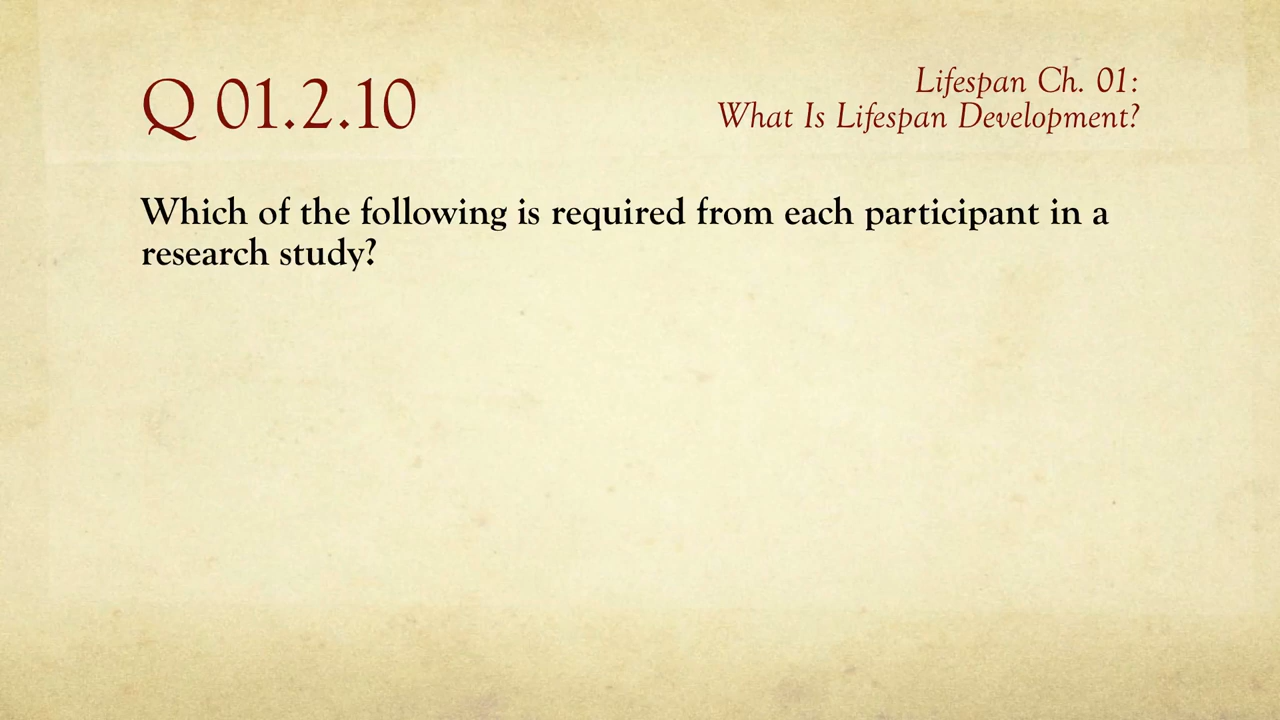 Q 01.2.10
Lifespan Ch. 01:
What Is Lifespan Development?
Which of the following is required from each participant in a
research study?